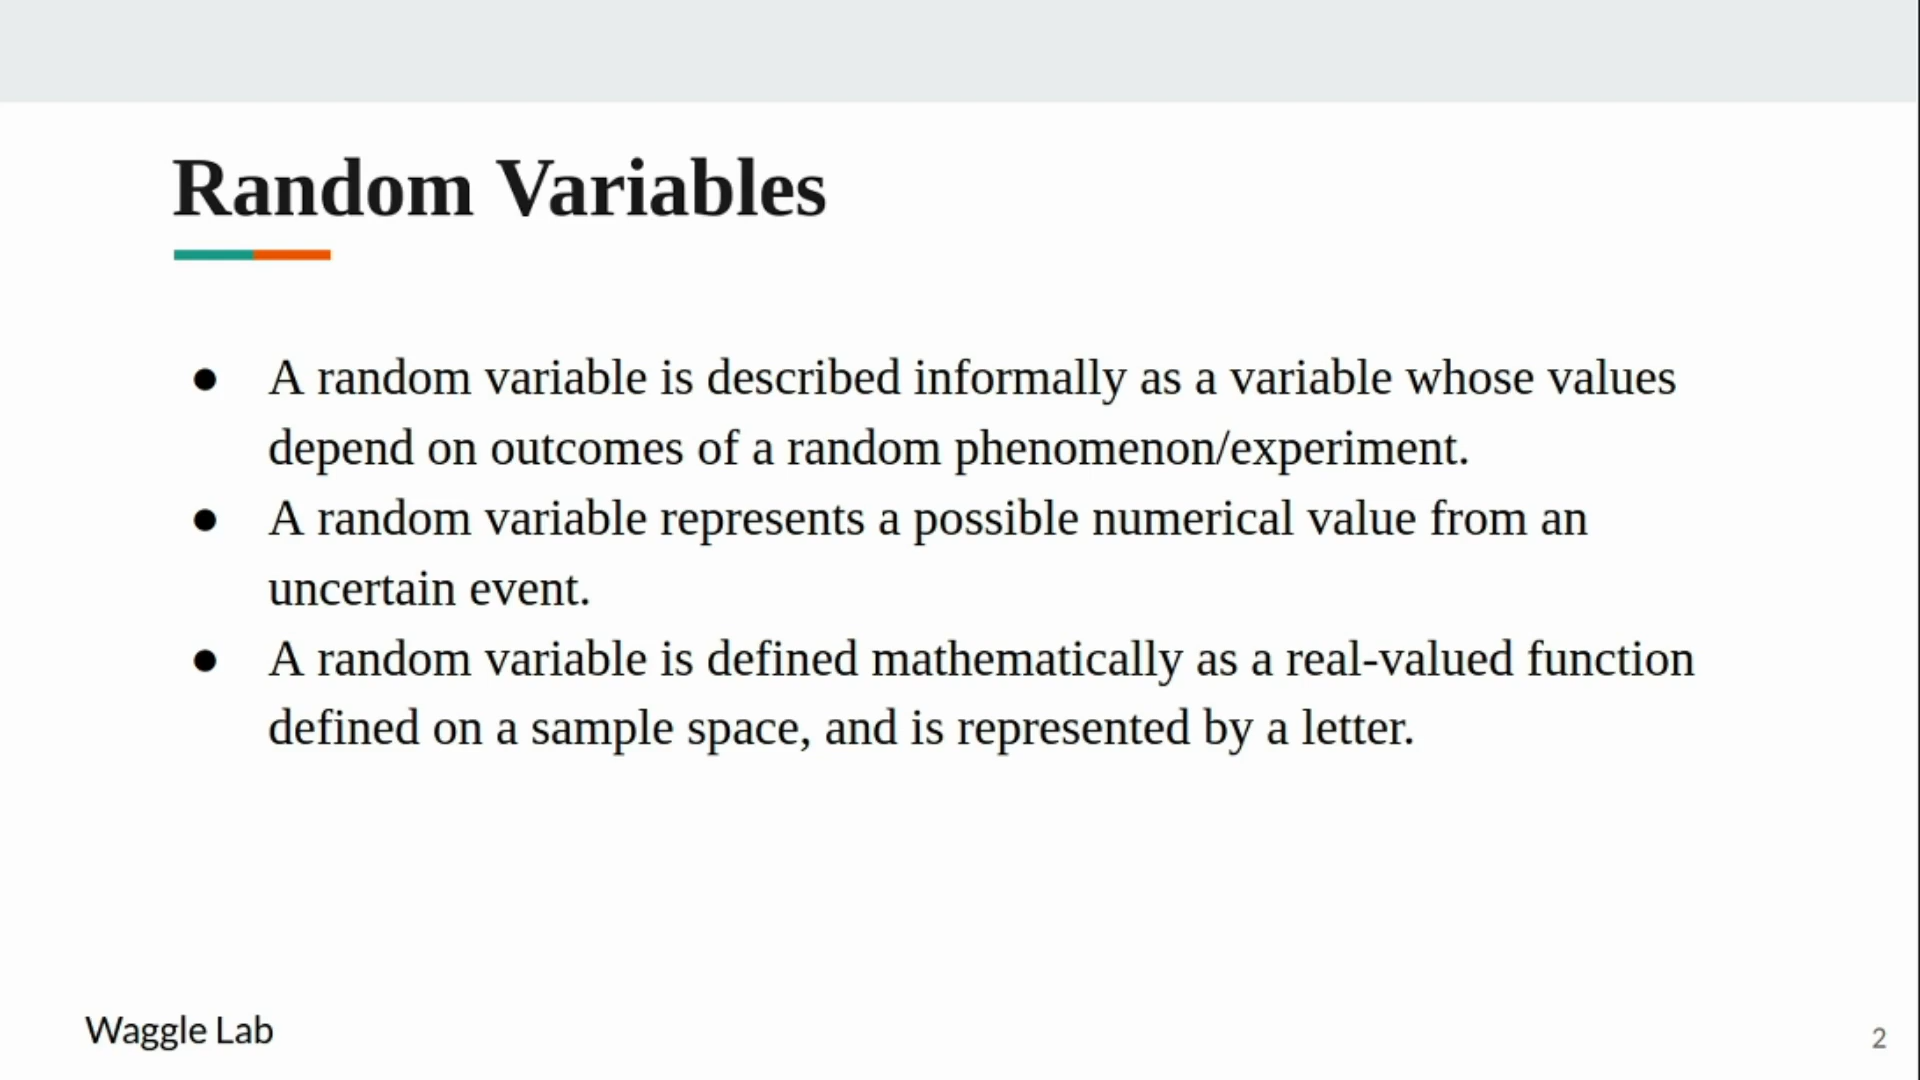 Random Variables
● A random variable is described informally as a variable whose values
depend on outcomes of a random phenomenon/experiment.
● A random variable represents a possible numerical value from an
uncertain event.
● A random variable is defined mathematically as a real-valued function
defined on a sample space, and is represented by a letter.
Waggle Lab
2